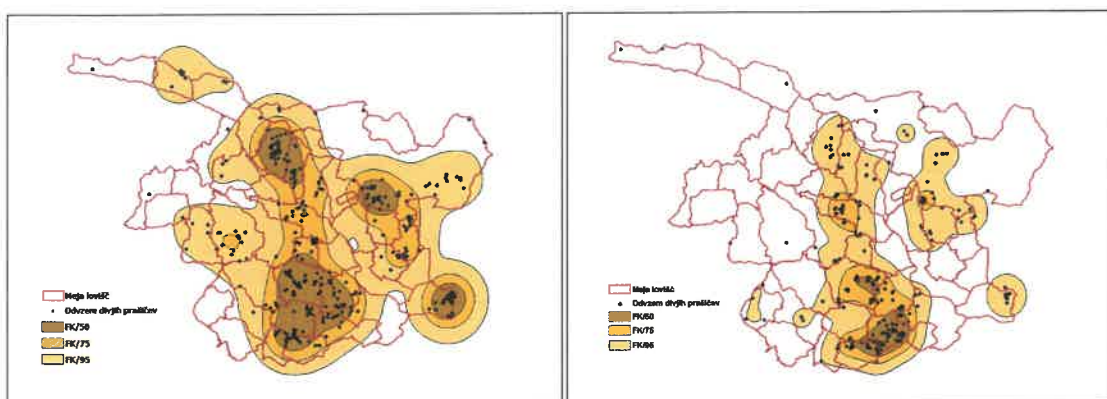 Meja lovišč
Odvzem divjih prašičev
FK/50
FK/75
FK/95
Meja lovišč
Odvzem divjih prašičev
FK/50
FK/75
FK/95